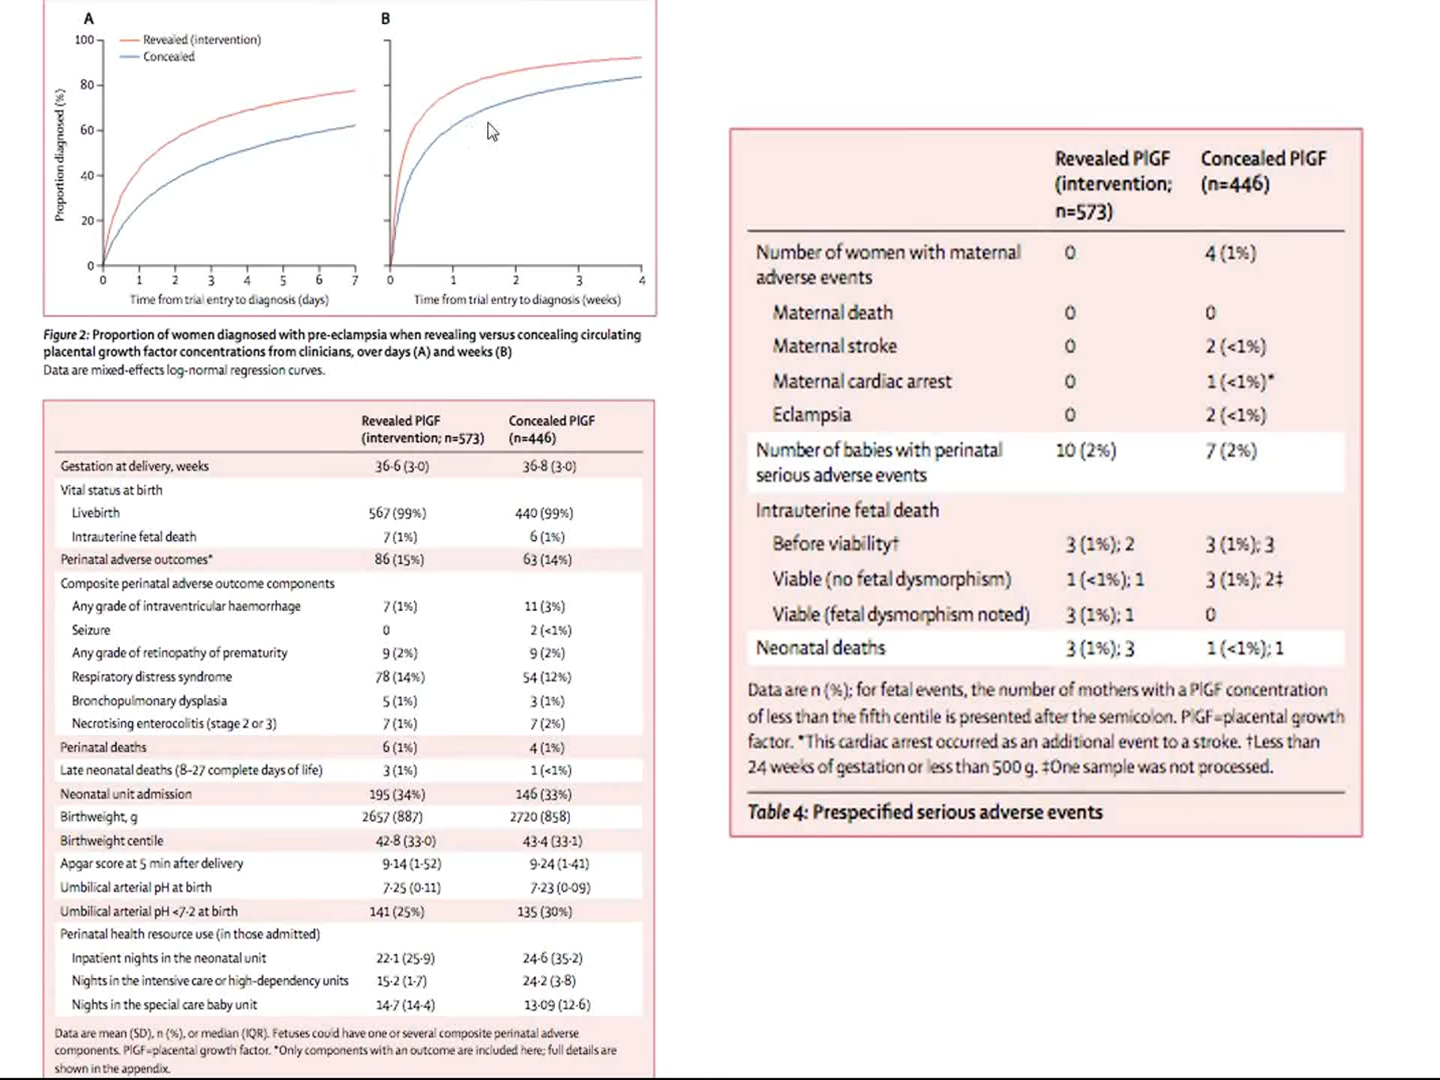 A
B
100
80
60
40
20
0
Proportion diagnosed (%)
Revealed (intervention)
Concealed
0 1 2 3 4 5 6 7
Time from trial entry to diagnosis (days)
0 1 2 3 4
Time from trial entry to diagnosis (weeks)
Figure 2: Proportion of women diagnosed with pre-eclampsia when revealing versus concealing circulating
placental growth factor concentrations from clinicians, over days (A) and weeks (B)
Data are mixed-effects log-normal regression curves.
Revealed PlGF Concealed PlGF
(intervention; n=573) (n=446)
Gestation at delivery, weeks 36·6 (3·0) 36·8 (3·0)
Vital status at birth
Livebirth 567 (99%) 440 (99%)
Intrauterine fetal death 7 (1%) 6 (1%)
Perinatal adverse outcomes* 86 (15%) 63 (14%)
Composite perinatal adverse outcome components
Any grade of intraventricular haemorrhage 7 (1%) 11 (3%)
Seizure 0 2 (<1%)
Any grade of retinopathy of prematurity 9 (2%) 9 (2%)
Respiratory distress syndrome 78 (14%) 54 (12%)
Bronchopulmonary dysplasia 5 (1%) 3 (1%)
Necrotising enterocolitis (stage 2 or 3) 7 (1%) 7 (2%)
Perinatal deaths 6 (1%) 4 (1%)
Late neonatal deaths (8–27 complete days of life) 3 (1%) 1 (<1%)
Neonatal unit admission 195 (34%) 146 (33%)
Birthweight, g 2657 (887) 2720 (858)
Birthweight centile 42·8 (33·0) 43·4 (33·1)
Apgar score at 5 min after delivery 9·14 (1·52) 9·24 (1·41)
Umbilical arterial pH at birth 7·25 (0·11) 7·23 (0·09)
Umbilical arterial pH <7·2 at birth 141 (25%) 135 (30%)
Perinatal health resource use (in those admitted)
Inpatient nights in the neonatal unit 22·1 (25·9) 24·6 (35·2)
Nights in the intensive care or high-dependency units 15·2 (1·7) 24·2 (3·8)
Nights in the special care baby unit 14·7 (14·4) 13·09 (12·6)
Data are mean (SD), n (%), or median (IQR). Fetuses could have one or several composite perinatal adverse
components. PlGF=placental growth factor. *Only components with an outcome are included here; full details are
shown in the appendix.
Revealed PlGF Concealed PlGF
(intervention; (n=446)
n=573)
Number of women with maternal 0 4 (1%)
adverse events
Maternal death 0 0
Maternal stroke 0 2 (<1%)
Maternal cardiac arrest 0 1 (<1%)*
Eclampsia 0 2 (<1%)
Number of babies with perinatal 10 (2%) 7 (2%)
serious adverse events
Intrauterine fetal death
Before viability† 3 (1%); 2 3 (1%); 3
Viable (no fetal dysmorphism) 1 (<1%); 1 3 (1%); 2‡
Viable (fetal dysmorphism noted) 3 (1%); 1 0
Neonatal deaths 3 (1%); 3 1 (<1%); 1
Data are n (%); for fetal events, the number of mothers with a PlGF concentration
of less than the fifth centile is presented after the semicolon. PlGF=placental growth
factor. *This cardiac arrest occurred as an additional event to a stroke. †Less than
24 weeks of gestation or less than 500 g. ‡One sample was not processed.
Table 4: Prespecified serious adverse events